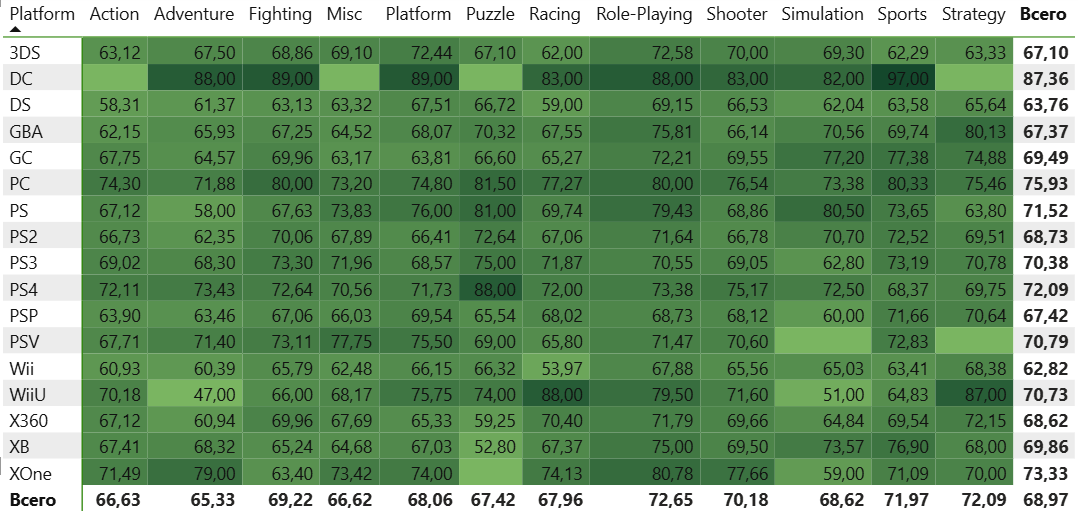 Platform Action Adventure Fighting Misc Platform Puzzle Racing Role-Playing Shooter Simulation Sports Strategy Всего
3DS 63,12 67,50 68,86 69,10 72,44 67,10 62,00 72,58 70,00 69,30 62,29 63,33 67,10
DC 88,00 89,00 89,00 83,00 88,00 83,00 82,00 97,00 87,36
DS 58,31 61,37 63,13 63,32 67,51 66,72 59,00 69,15 66,53 62,04 63,58 65,64 63,76
GBA 62,15 65,93 67,25 64,52 68,07 70,32 67,55 75,81 66,14 70,56 69,74 80,13 67,37
GC 67,75 64,57 69,96 63,17 63,81 66,60 65,27 72,21 69,55 77,20 77,38 74,88 69,49
PC 74,30 71,88 80,00 73,20 74,80 81,50 77,27 80,00 76,54 73,38 80,33 75,46 75,93
PS 67,12 58,00 67,63 73,83 76,00 81,00 69,74 79,43 68,86 80,50 73,65 63,80 71,52
PS2 66,73 62,35 70,06 67,89 66,41 72,64 67,06 71,64 66,78 70,70 72,52 69,51 68,73
PS3 69,02 68,30 73,30 71,96 68,57 75,00 71,87 70,55 69,05 62,80 73,19 70,78 70,38
PS4 72,11 73,43 72,64 70,56 71,73 88,00 72,00 73,38 75,17 72,50 68,37 69,75 72,09
PSP 63,90 63,46 67,06 66,03 69,54 65,54 68,02 68,73 68,12 60,00 71,66 70,64 67,42
PSV 67,71 71,40 73,11 77,75 75,50 69,00 65,80 71,47 70,60 72,83 70,79
Wii 60,93 60,39 65,79 62,48 66,15 66,32 53,97 67,88 65,56 65,03 63,41 68,38 62,82
WiiU 70,18 47,00 66,00 68,17 75,75 74,00 88,00 79,50 71,60 51,00 64,83 87,00 70,73
X360 67,12 60,94 69,96 67,69 65,33 59,25 70,40 71,79 69,66 64,84 69,54 72,15 68,62
XB 67,41 68,32 65,24 64,68 67,03 52,80 67,37 75,00 69,50 73,57 76,90 68,00 69,86
XOne 71,49 79,00 63,40 73,42 74,00 74,13 80,78 77,66 59,00 71,09 70,00 73,33
Всего 66,63 65,33 69,22 66,62 68,06 67,42 67,96 72,65 70,18 68,62 71,97 72,09 68,97